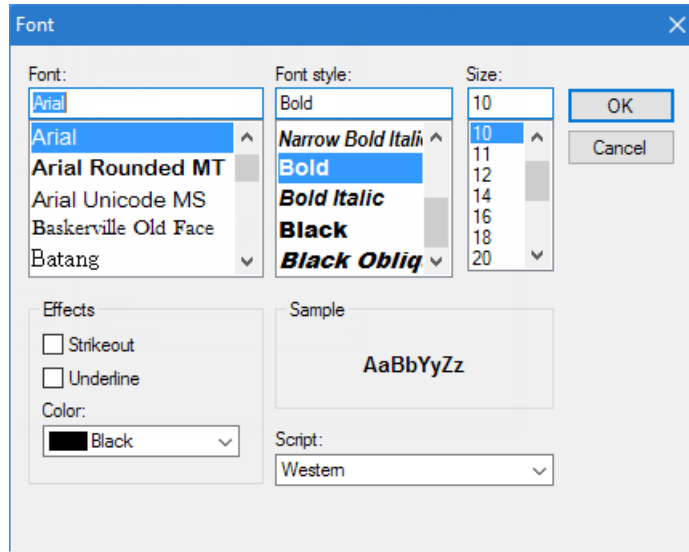 Font
Font:
Arial
Arial
Arial Rounded MT
Arial Unicode MS
Baskerville Old Face
Batang
Font style:
Bold
Narrow Bold Italic
Bold
Bold Italic
Black
Black Obliq
Size:
10
10
11
12
14
16
18
20
OK
Cancel
Effects
Strikeout
Underline
Color:
Black
Sample
AaBbYyZz
Script:
Western